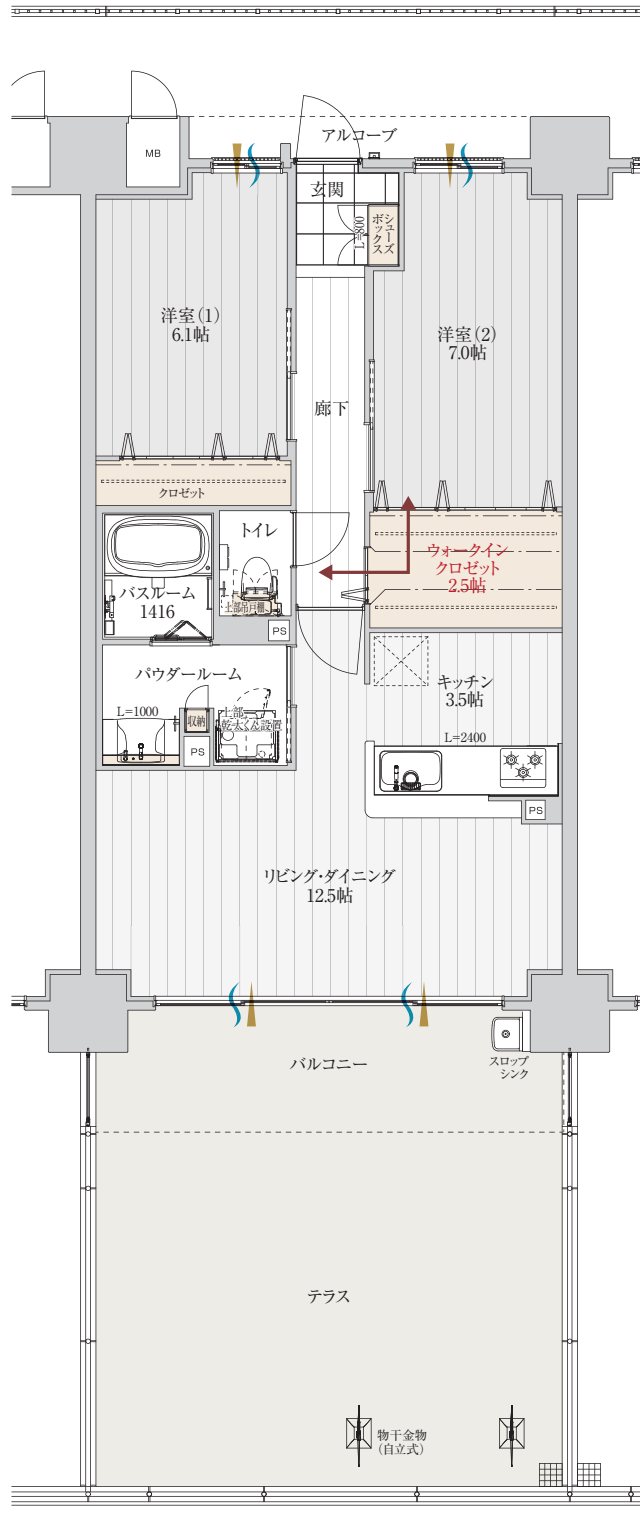 MB
アルコーブ
玄関
L=800
シューズ
ボックス
洋室(1)
6.1帖
洋室(2)
7.0帖
廊下
クロゼット
トイレ
上部吊戸棚
ウォークイン
クロゼット
2.5帖
バスルーム
1416
PS
パウダールーム
L=1000
収納
上部
乾太くん設置
PS
キッチン
3.5帖
L=2400
PS
リビング・ダイニング
12.5帖
バルコニー
スロップ
シンク
テラス
物干金物
(自立式)